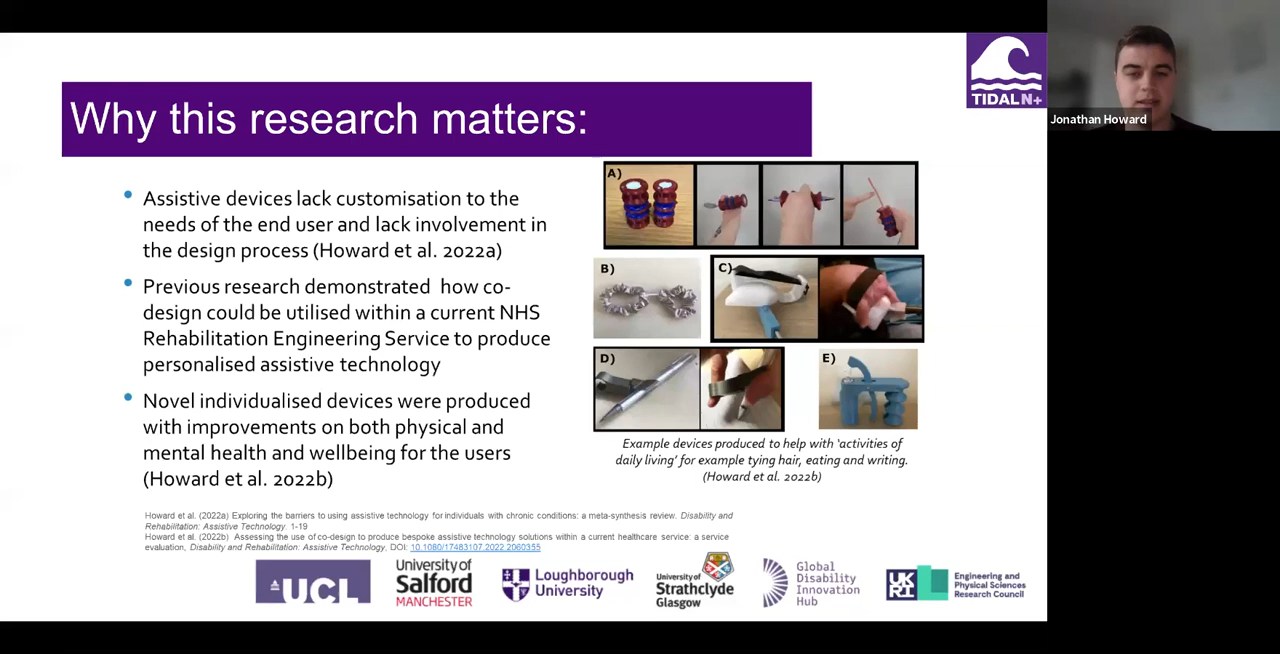 TIDAL N+
Jonathan Howard
Why this research matters:
• Assistive devices lack customisation to the
needs of the end user and lack involvement in
the design process (Howard et al. 2022a)
• Previous research demonstrated how co-
design could be utilised within a current NHS
Rehabilitation Engineering Service to produce
personalised assistive technology
• Novel individualised devices were produced
with improvements on both physical and
mental health and wellbeing for the users
(Howard et al. 2022b)
A)
B)
C)
D)
E)
Example devices produced to help with 'activities of
daily living' for example tying hair, eating and writing.
(Howard et al. 2022b)
Howard et al. (2022a) Exploring the barriers to using assistive technology for individuals with chronic conditions: a meta-synthesis review. Disability and
Rehabilitation: Assistive Technology. 1-19
Howard et al. (2022b) Assessing the use of co-design to produce bespoke assistive technology solutions within a current healthcare service: a service
evaluation, Disability and Rehabilitation: Assistive Technology, DOI: 10.1080/17483107.2022.2060355
UCL
University of
Salford
MANCHESTER
Loughborough
University
University of
Strathclyde
Glasgow
Global
Disability
Innovation
Hub
UK
RI
Engineering and
Physical Sciences
Research Council